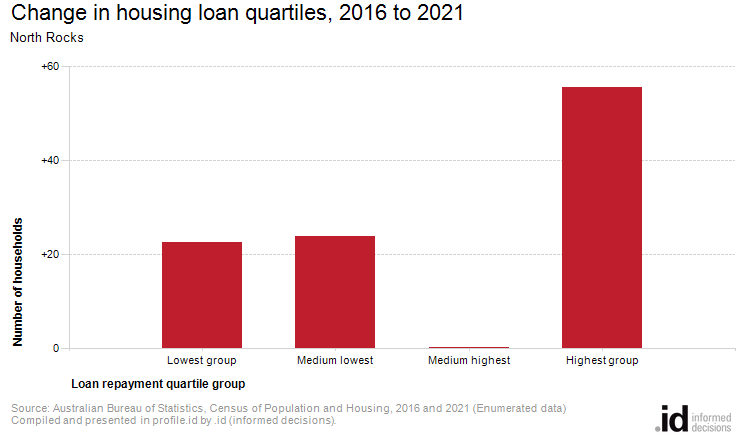 Change in housing loan quartiles, 2016 to 2021
North Rocks
Number of households
+60
+40
+20
0
Lowest group
Medium lowest
Medium highest
Highest group
Loan repayment quartile group
Source: Australian Bureau of Statistics, Census of Population and Housing, 2016 and 2021 (Enumerated data)
Compiled and presented in profile.id by .id (informed decisions).
.id informed
decisions